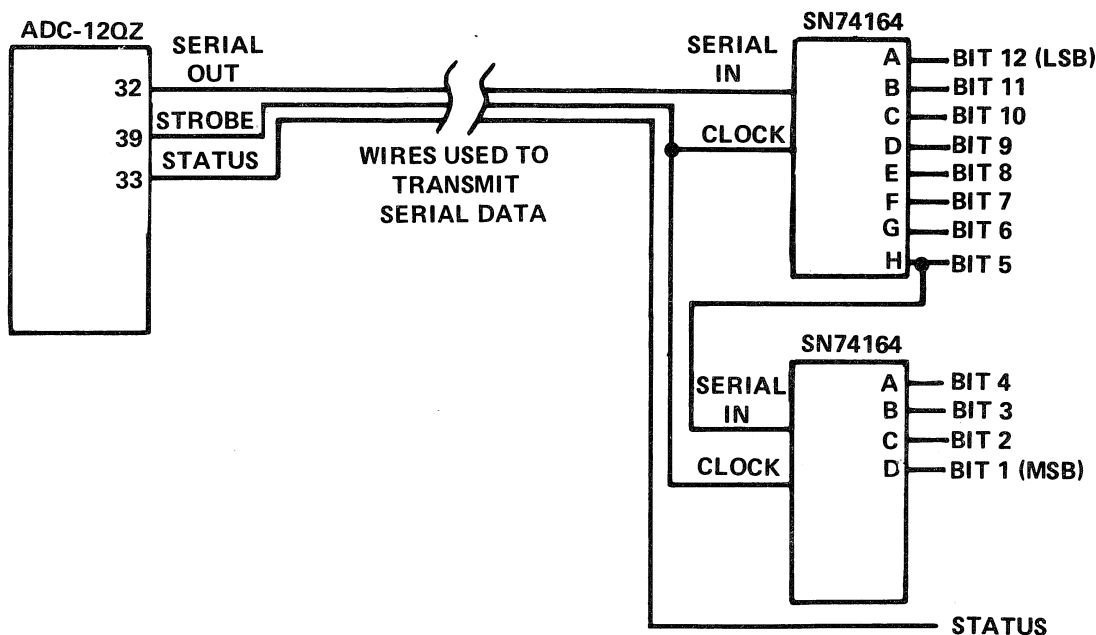 ADC-12QZ
32
39
33
SERIAL
OUT
STROBE
STATUS
WIRES USED TO
TRANSMIT
SERIAL DATA
SN74164
SERIAL
IN
CLOCK
A BIT 12 (LSB)
B BIT 11
C BIT 10
D BIT 9
E BIT 8
F BIT 7
G BIT 6
H BIT 5
SN74164
SERIAL
IN
CLOCK
A BIT 4
B BIT 3
C BIT 2
D BIT 1 (MSB)
STATUS